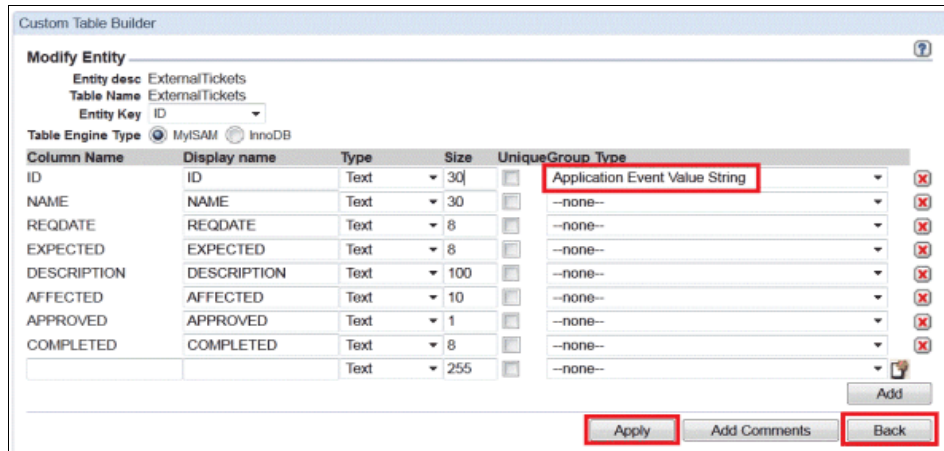 Custom Table Builder
Modify Entity
?
Entity desc ExternalTickets
Table Name ExternalTickets
Entity Key ID
Table Engine Type MyISAM InnoDB
Column Name Display name Type Size Unique Group Type
ID ID Text 30 Application Event Value String
NAME NAME Text 30 --none--
REQDATE REQDATE Text 8 --none--
EXPECTED EXPECTED Text 8 --none--
DESCRIPTION DESCRIPTION Text 100 --none--
AFFECTED AFFECTED Text 10 --none--
APPROVED APPROVED Text 1 --none--
COMPLETED COMPLETED Text 8 --none--
Text 255 --none--
Add
Apply Add Comments Back